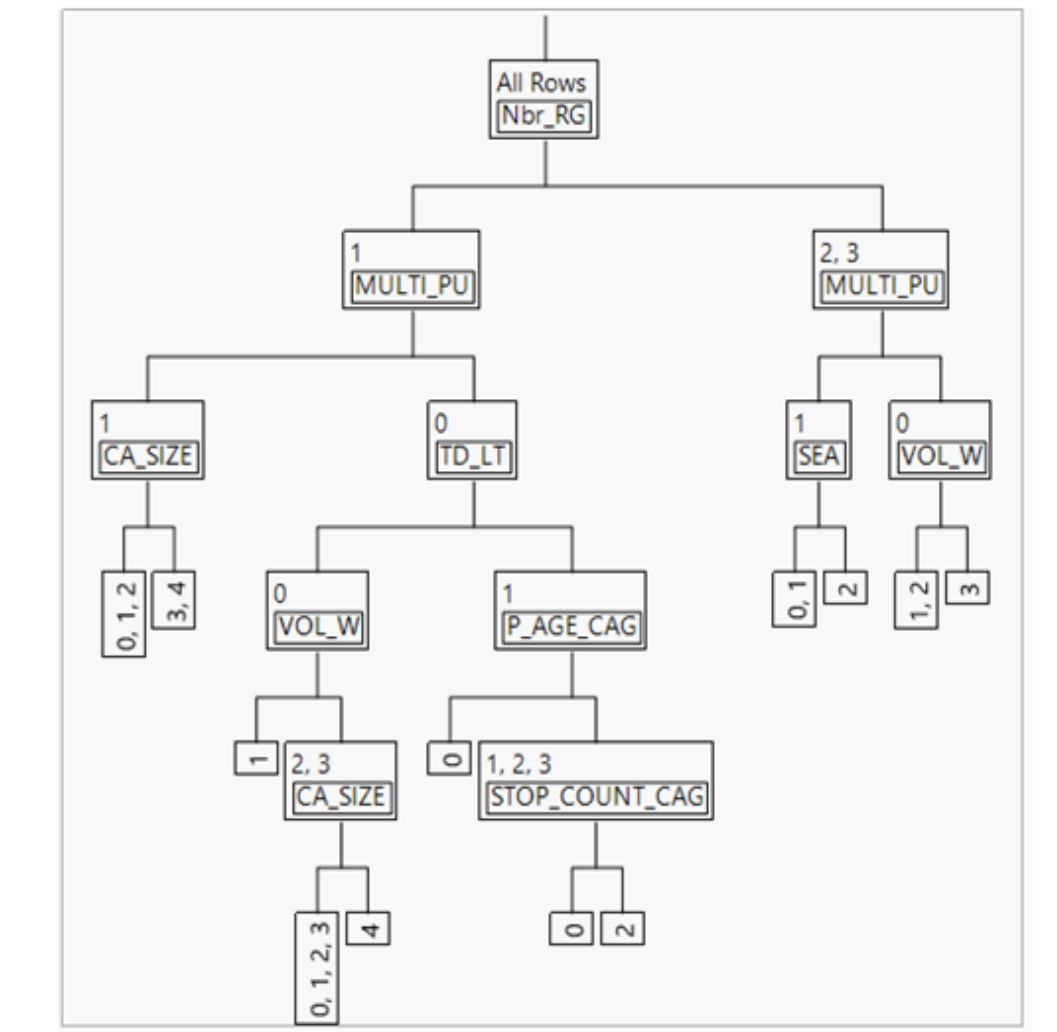 All Rows
Nbr_RG
1
MULTI_PU
2, 3
MULTI_PU
1
CA_SIZE
0
TD_LT
1
SEA
0
VOL_W
0, 1, 2
3, 4
0
VOL_W
1
P_AGE_CAG
0, 1
2
1, 2
3
1
2, 3
CA_SIZE
0
1, 2, 3
STOP_COUNT_CAG
0, 1, 2, 3
4
0
2